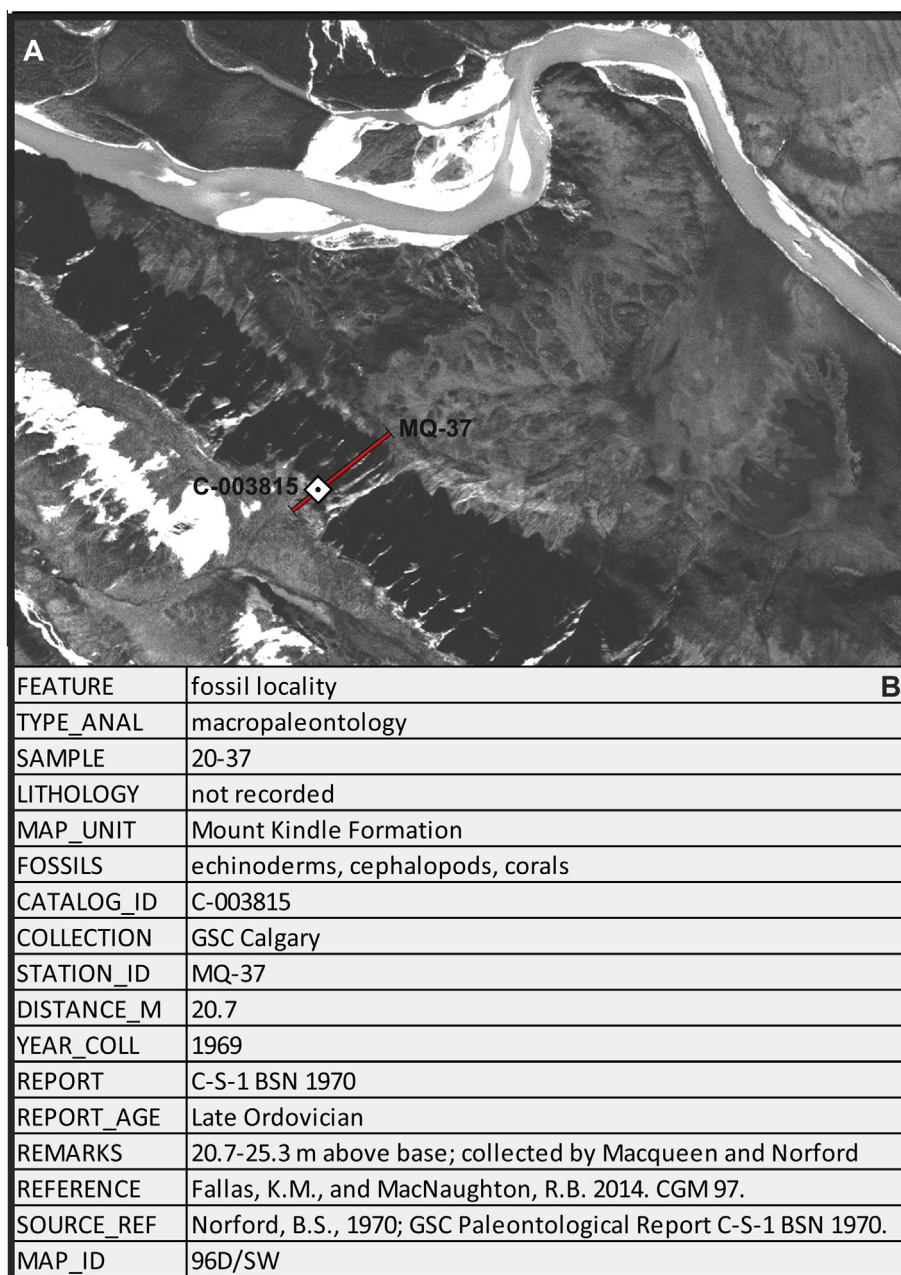 A
MQ-37
C-003815
B
FEATURE fossil locality
TYPE_ANAL macropaleontology
SAMPLE 20-37
LITHOLOGY not recorded
MAP_UNIT Mount Kindle Formation
FOSSILS echinoderms, cephalopods, corals
CATALOG_ID C-003815
COLLECTION GSC Calgary
STATION_ID MQ-37
DISTANCE_M 20.7
YEAR_COLL 1969
REPORT C-S-1 BSN 1970
REPORT_AGE Late Ordovician
REMARKS 20.7-25.3 m above base; collected by Macqueen and Norford
REFERENCE Fallas, K.M., and MacNaughton, R.B. 2014. CGM 97.
SOURCE_REF Norford, B.S., 1970; GSC Paleontological Report C-S-1 BSN 1970.
MAP_ID 96D/SW